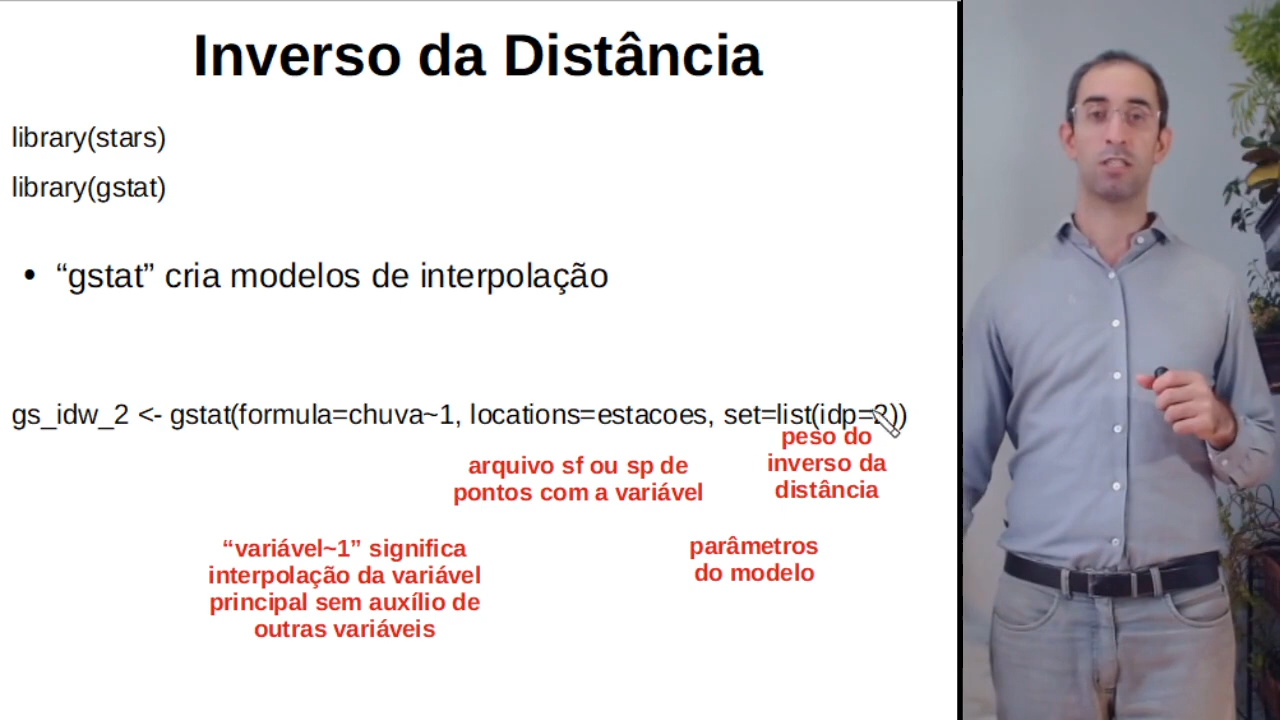 Inverso da Distância
library(stars)
library(gstat)
• “gstat” cria modelos de interpolação
gs_idw_2 <- gstat(formula=chuva~1, locations=estacoes, set=list(idp=2))
peso do
inverso da
distância
arquivo sf ou sp de
pontos com a variável
“variável~1” significa
interpolação da variável
principal sem auxílio de
outras variáveis
parâmetros
do modelo